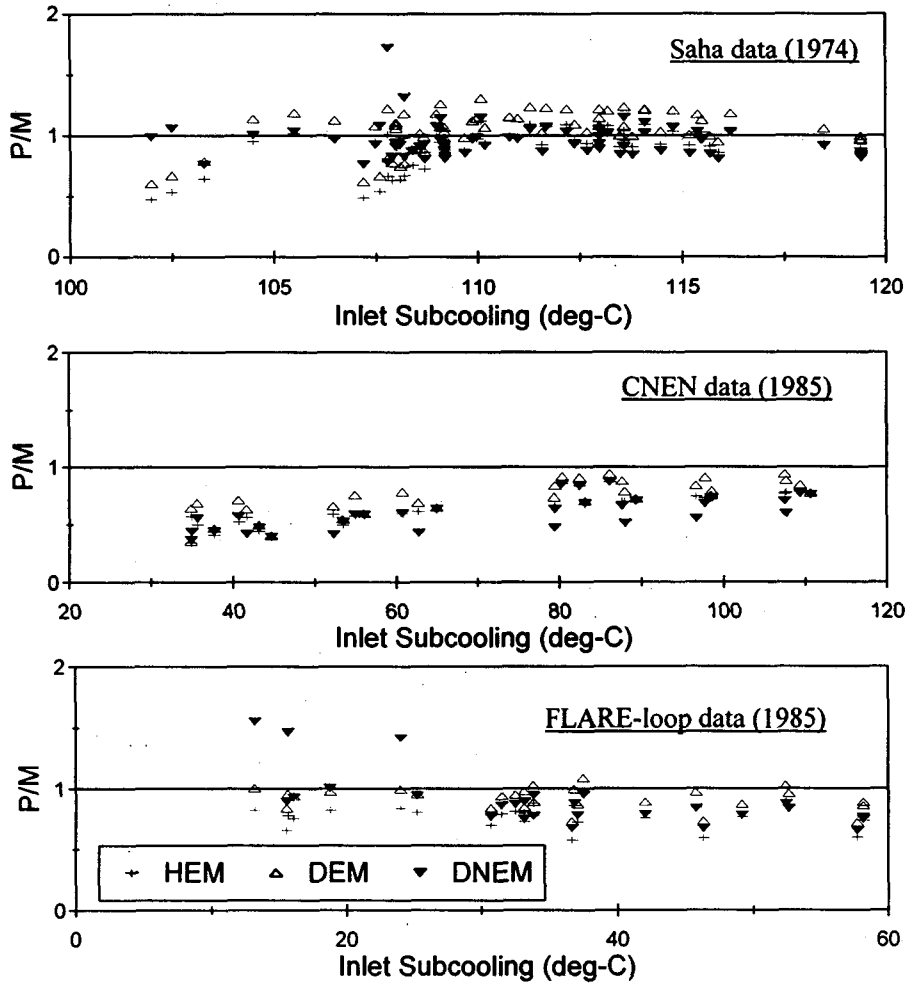 2
Saha data (1974)
P/M
1
0
100 105 110 115 120
Inlet Subcooling (deg-C)
2
CNEN data (1985)
P/M
1
0
20 40 60 80 100 120
Inlet Subcooling (deg-C)
2
FLARE-loop data (1985)
P/M
1
HEM DEM DNEM
0
0 20 40 60
Inlet Subcooling (deg-C)